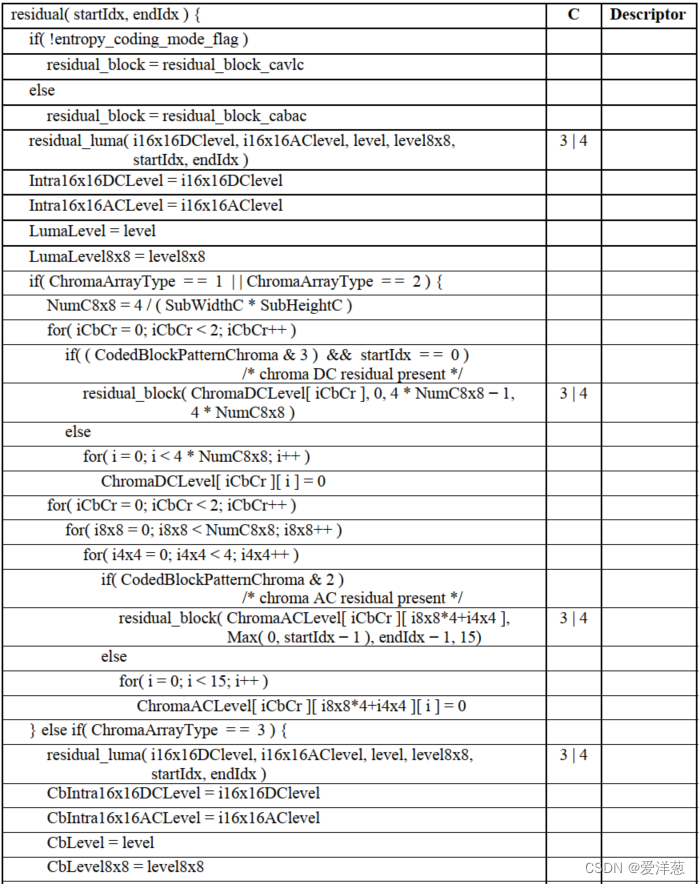 residual( startIdx, endIdx ) { C Descriptor
if( !entropy_coding_mode_flag )
residual_block = residual_block_cavlc
else
residual_block = residual_block_cabac
residual_luma( i16x16DClevel, i16x16AClevel, level, level8x8, 3 | 4
startIdx, endIdx )
Intra16x16DCLevel = i16x16DClevel
Intra16x16ACLevel = i16x16AClevel
LumaLevel = level
LumaLevel8x8 = level8x8
if( ChromaArrayType = = 1 | | ChromaArrayType = = 2 ) {
NumC8x8 = 4 / ( SubWidthC * SubHeightC )
for( iCbCr = 0; iCbCr < 2; iCbCr++ )
if( ( CodedBlockPatternChroma & 3 ) && startIdx = = 0 )
/* chroma DC residual present */
residual_block( ChromaDCLevel[ iCbCr ], 0, 4 * NumC8x8 − 1, 3 | 4
4 * NumC8x8 )
else
for( i = 0; i < 4 * NumC8x8; i++ )
ChromaDCLevel[ iCbCr ][ i ] = 0
for( iCbCr = 0; iCbCr < 2; iCbCr++ )
for( i8x8 = 0; i8x8 < NumC8x8; i8x8++ )
for( i4x4 = 0; i4x4 < 4; i4x4++ )
if( CodedBlockPatternChroma & 2 )
/* chroma AC residual present */
residual_block( ChromaACLevel[ iCbCr ][ i8x8*4+i4x4 ], 3 | 4
Max( 0, startIdx − 1 ), endIdx − 1, 15)
else
for( i = 0; i < 15; i++ )
ChromaACLevel[ iCbCr ][ i8x8*4+i4x4 ][ i ] = 0
} else if( ChromaArrayType = = 3 ) {
residual_luma( i16x16DClevel, i16x16AClevel, level, level8x8, 3 | 4
startIdx, endIdx )
CbIntra16x16DCLevel = i16x16DClevel
CbIntra16x16ACLevel = i16x16AClevel
CbLevel = level
CbLevel8x8 = level8x8
CSDN @爱洋葱